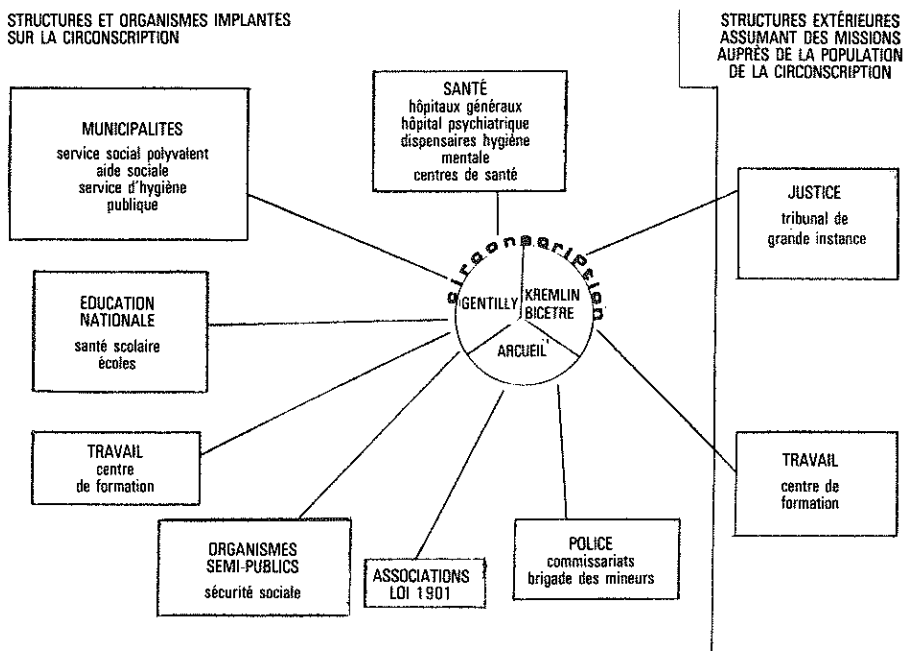 STRUCTURES ET ORGANISMES IMPLANTES
SUR LA CIRCONSCRIPTION
STRUCTURES EXTÉRIEURES
ASSUMANT DES MISSIONS
AUPRÈS DE LA POPULATION
DE LA CIRCONSCRIPTION
MUNICIPALITES
service social polyvalent
aide sociale
service d'hygiène
publique
SANTÉ
hôpitaux généraux
hôpital psychiatrique
dispensaires hygiène
mentale
centres de santé
JUSTICE
tribunal de
grande instance
circonscription
GENTILLY
KREMLIN
BICETRE
ARCUEIL
EDUCATION
NATIONALE
santé scolaire
écoles
TRAVAIL
centre
de formation
ORGANISMES
SEMI-PUBLICS
sécurité sociale
ASSOCIATIONS
LOI 1901
POLICE
commissariats
brigade des mineurs
TRAVAIL
centre de
formation